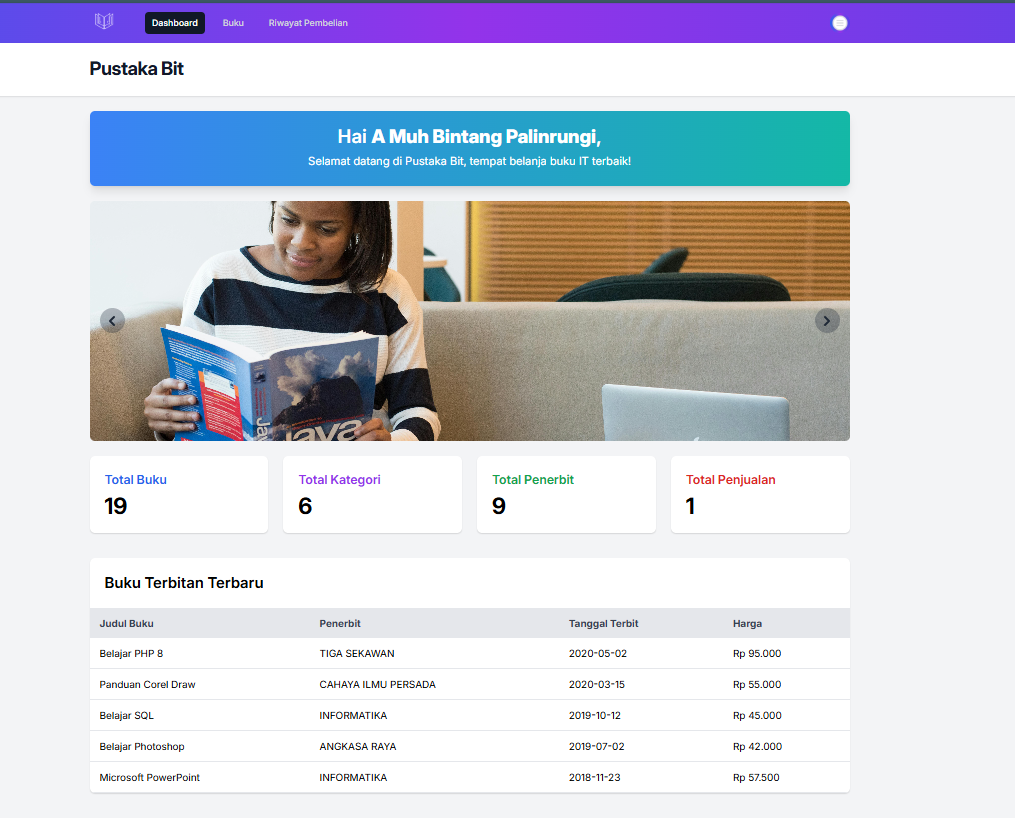 Dashboard Buku Riwayat Pembelian
Pustaka Bit
Hai A Muh Bintang Palinrungi,
Selamat datang di Pustaka Bit, tempat belanja buku IT terbaik!
Java
Total Buku Total Kategori Total Penerbit Total Penjualan
19 6 9 1
Buku Terbitan Terbaru
Judul Buku Penerbit Tanggal Terbit Harga
Belajar PHP 8 TIGA SEKAWAN 2020-05-02 Rp 95.000
Panduan Corel Draw CAHAYA ILMU PERSADA 2020-03-15 Rp 55.000
Belajar SQL INFORMATIKA 2019-10-12 Rp 45.000
Belajar Photoshop ANGKASA RAYA 2019-07-02 Rp 42.000
Microsoft PowerPoint INFORMATIKA 2018-11-23 Rp 57.500